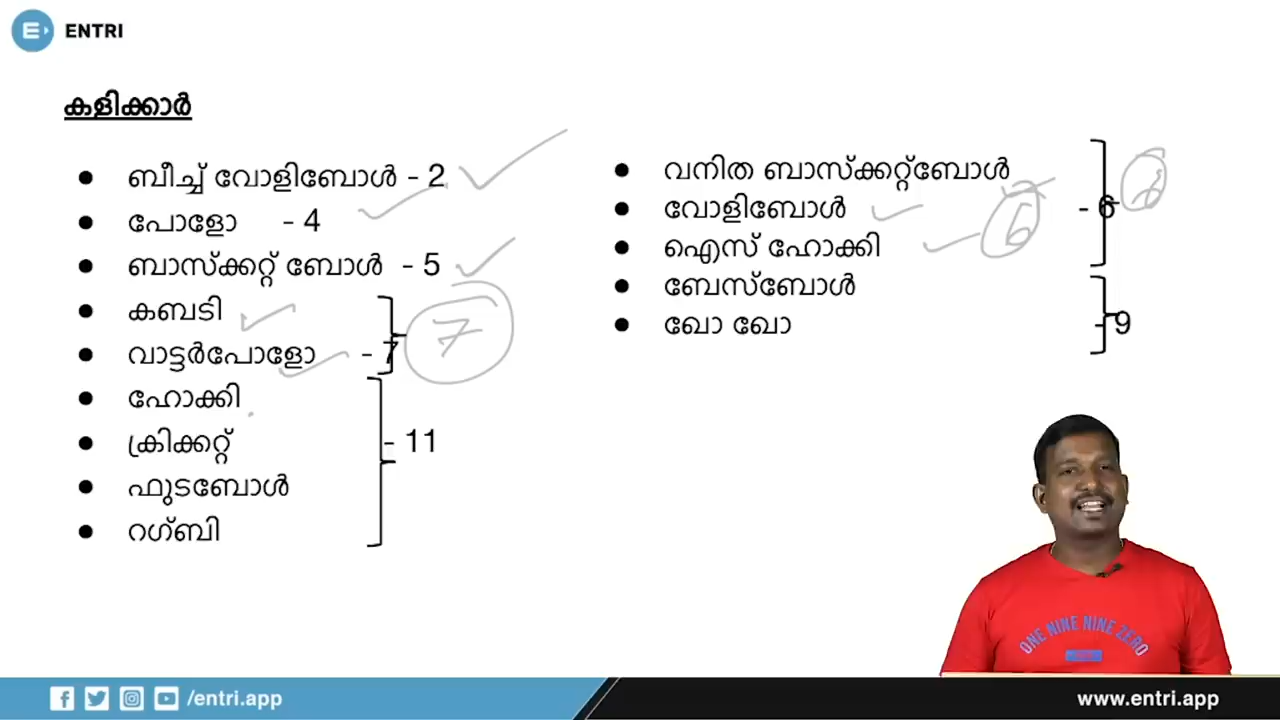 ENTRI
കളിക്കാർ
ബീച്ച് വോളിബോൾ - 2
പോളോ - 4
ബാസ്ക്കറ്റ് ബോൾ - 5
കബടി
വാട്ടർപോളോ - 7
7
ഹോക്കി
ക്രിക്കറ്റ് - 11
ഫുടബോൾ
റഗ്ബി
വനിത ബാസ്ക്കറ്റ്ബോൾ
വോളിബോൾ - 6
6
ഐസ് ഹോക്കി
ബേസ്ബോൾ
ഖോ ഖോ - 9
ONE NINE NINE ZERO
/entri.app
www.entri.app